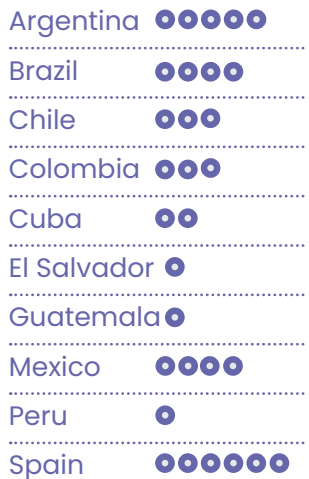 Argentina
Brazil
Chile
Colombia
Cuba
El Salvador
Guatemala
Mexico
Peru
Spain